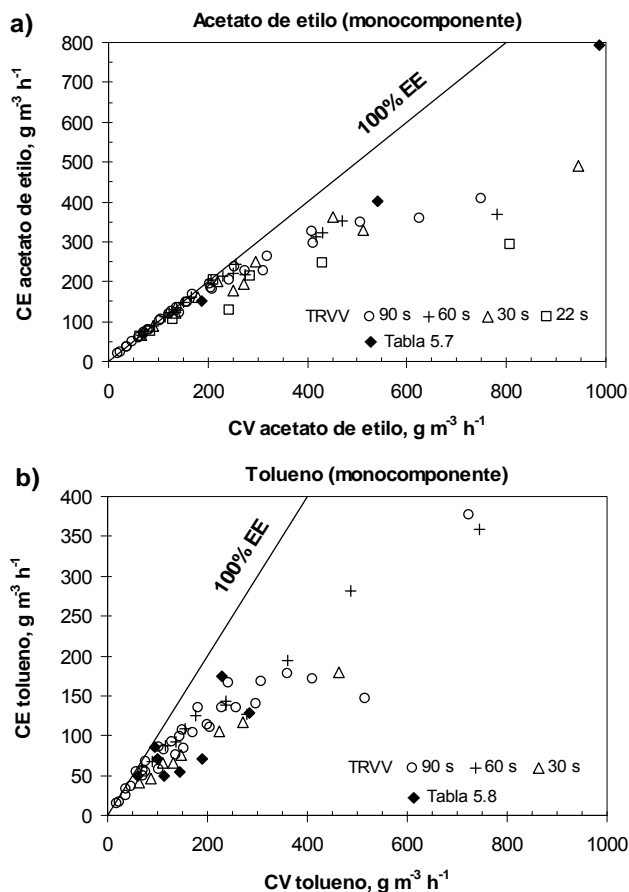 a)
Acetato de etilo (monocomponente)
CE acetato de etilo, g m⁻³ h⁻¹
800
700
600
500
400
300
200
100
0
100% EE
TRVV ○ 90 s + 60 s △ 30 s □ 22 s
◆ Tabla 5.7
0 200 400 600 800 1000
CV acetato de etilo, g m⁻³ h⁻¹
b)
Tolueno (monocomponente)
CE tolueno, g m⁻³ h⁻¹
400
350
300
250
200
150
100
50
0
100% EE
TRVV ○ 90 s + 60 s △ 30 s
◆ Tabla 5.8
0 200 400 600 800 1000
CV tolueno, g m⁻³ h⁻¹